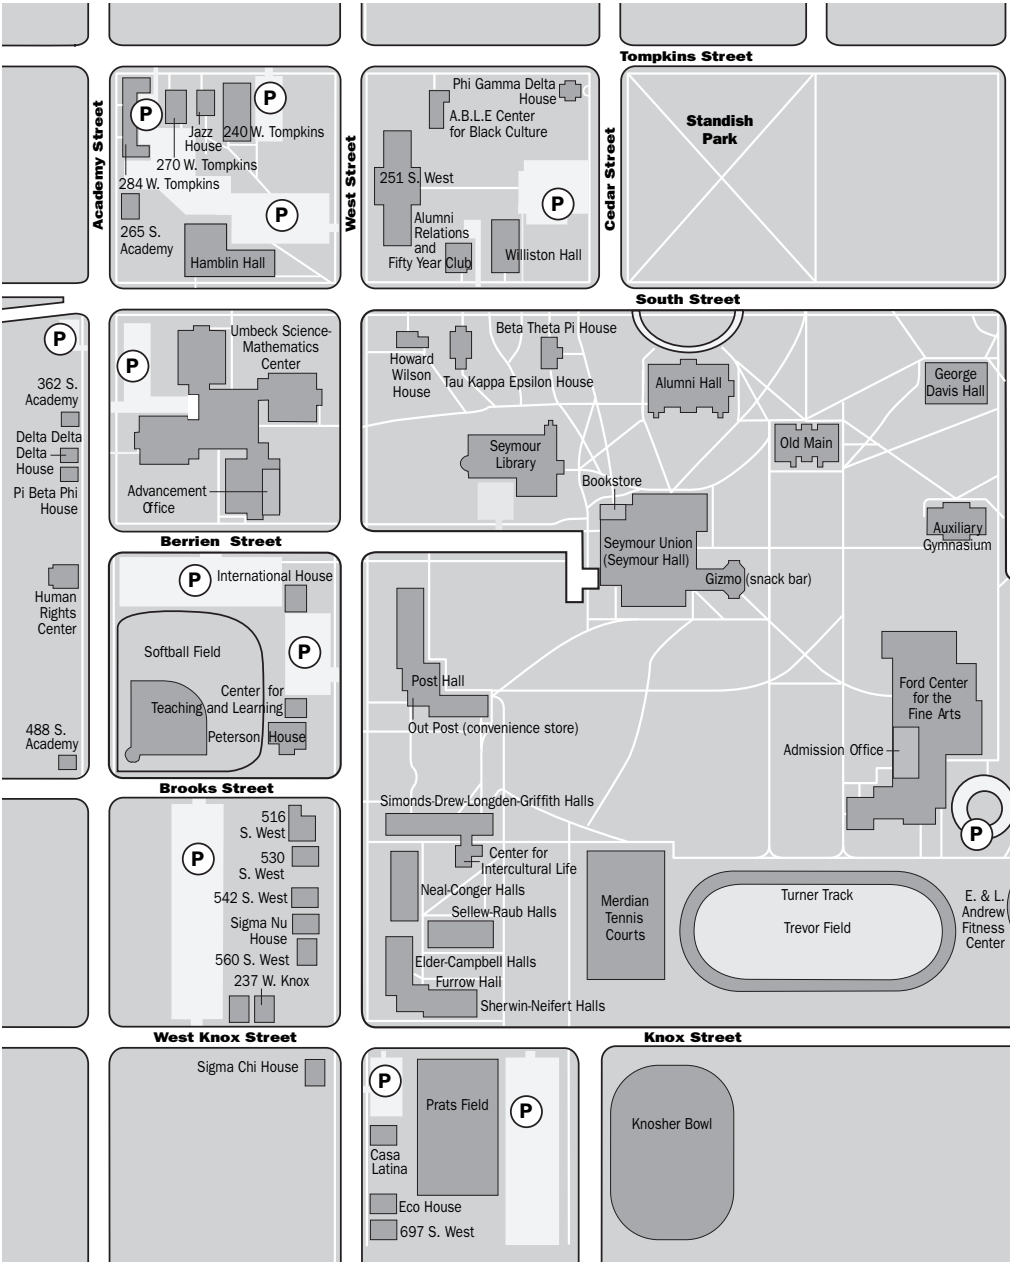 Tompkins Street
Academy Street
West Street
Cedar Street
P
P
Jazz
House
240 W. Tompkins
270 W. Tompkins
284 W. Tompkins
P
265 S.
Academy
Hamblin Hall
Phi Gamma Delta
House
A.B.L.E Center
for Black Culture
251 S. West
P
Alumni
Relations
and
Fifty Year Club
Williston Hall
Standish
Park
South Street
P
362 S.
Academy
Delta Delta
Delta
House
Pi Beta Phi
House
Human
Rights
Center
488 S.
Academy
P
Umbeck Science-
Mathematics
Center
Advancement
Office
Berrien Street
P
International House
P
Softball Field
Center for
Teaching and Learning
Peterson House
Brooks Street
Howard
Wilson
House
Beta Theta Pi House
Tau Kappa Epsilon House
Alumni Hall
George
Davis Hall
Old Main
Seymour
Library
Bookstore
Seymour Union
(Seymour Hall)
Gizmo (snack bar)
Auxiliary
Gymnasium
Post Hall
Out Post (convenience store)
Ford Center
for the
Fine Arts
Admission Office
P
Simonds-Drew-Longden-Griffith Halls
Center for
Intercultural Life
Neal-Conger Halls
Sellew-Raub Halls
Elder-Campbell Halls
Furrow Hall
Sherwin-Neifert Halls
Merdian
Tennis
Courts
Turner Track
Trevor Field
E. & L.
Andrew
Fitness
Center
P
516
S. West
530
S. West
542 S. West
Sigma Nu
House
560 S. West
237 W. Knox
West Knox Street
Knox Street
Sigma Chi House
P
Prats Field
P
Casa
Latina
Eco House
697 S. West
Knosher Bowl